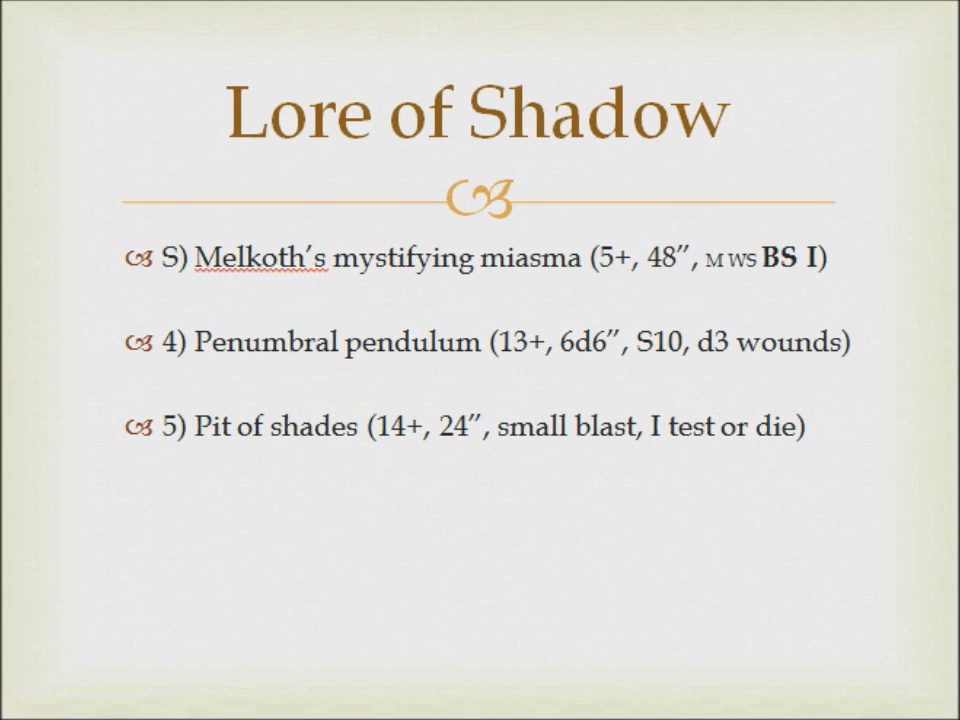 Lore of Shadow
S) Melkoth’s mystifying miasma (5+, 48”, M WS BS I)
4) Penumbral pendulum (13+, 6d6”, S10, d3 wounds)
5) Pit of shades (14+, 24”, small blast, I test or die)